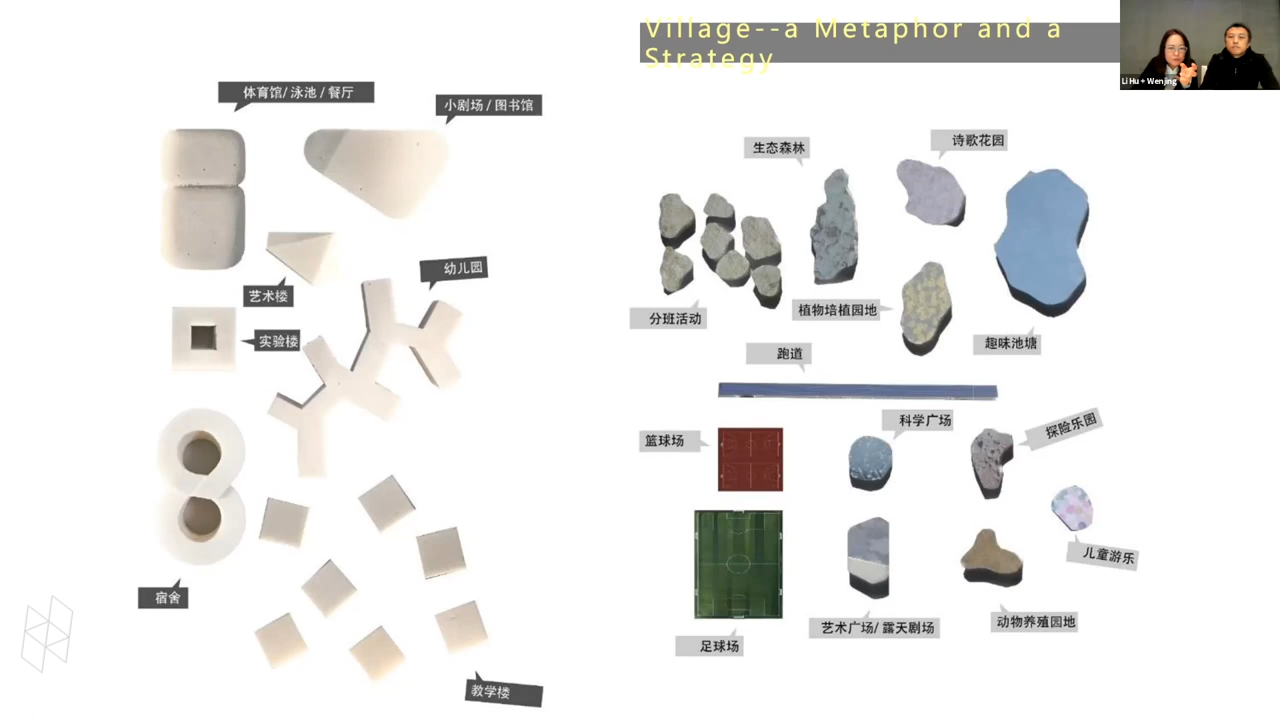 Village--a Metaphor and a
Strategy
Li Hu + Wenjing
体育馆/ 泳池 / 餐厅
小剧场 / 图书馆
艺术楼
幼儿园
实验楼
宿舍
教学楼
生态森林
诗歌花园
分班活动
植物培植园地
趣味池塘
跑道
篮球场
科学广场
探险乐园
儿童游乐
足球场
艺术广场/ 露天剧场
动物养殖园地